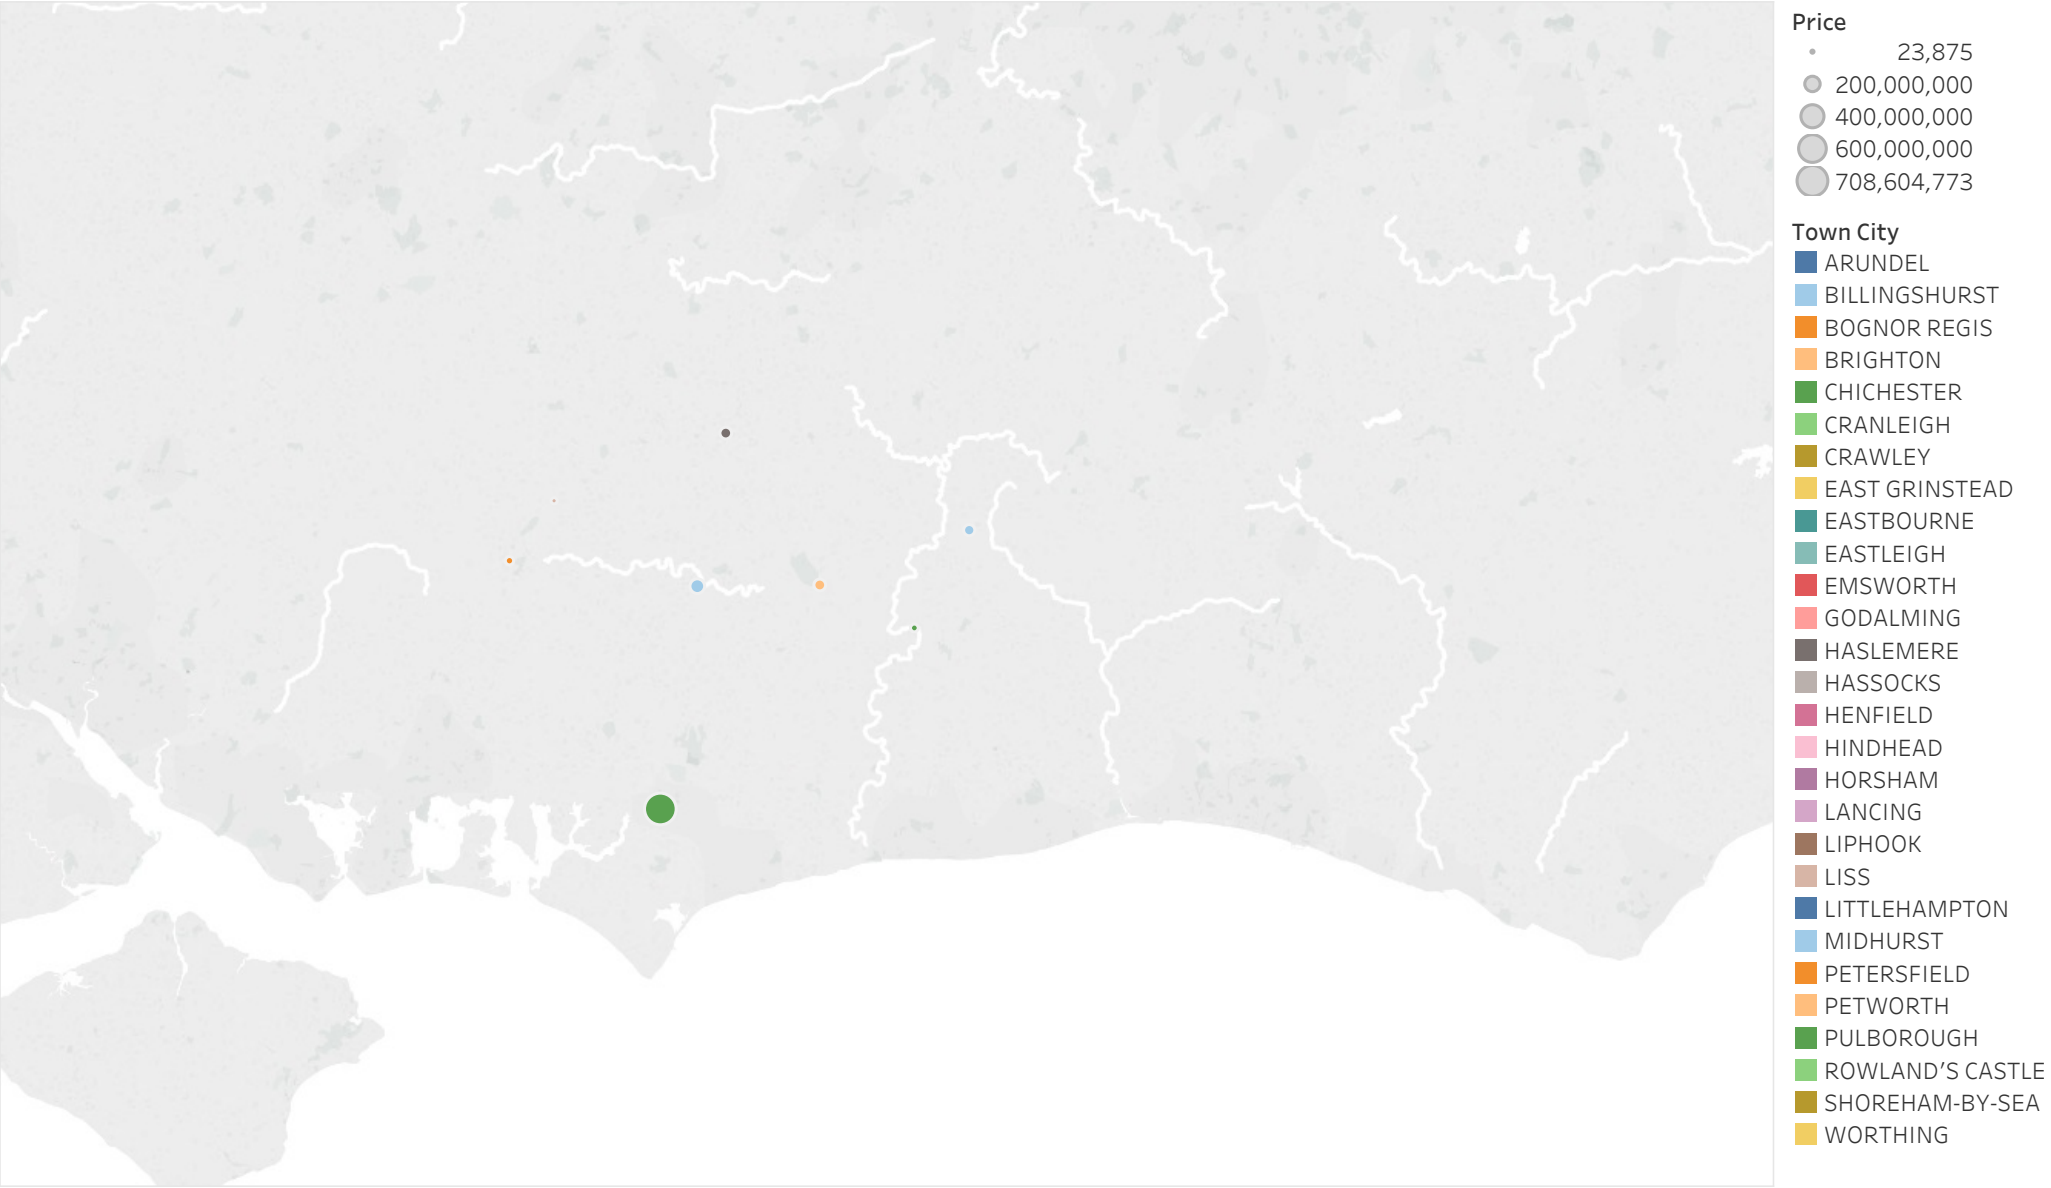 Price
23,875
200,000,000
400,000,000
600,000,000
708,604,773
Town City
ARUNDEL
BILLINGSHURST
BOGNOR REGIS
BRIGHTON
CHICHESTER
CRANLEIGH
CRAWLEY
EAST GRINSTEAD
EASTBOURNE
EASTLEIGH
EMSWORTH
GODALMING
HASLEMERE
HASSOCKS
HENFIELD
HINDHEAD
HORSHAM
LANCING
LIPHOOK
LISS
LITTLEHAMPTON
MIDHURST
PETERSFIELD
PETWORTH
PULBOROUGH
ROWLAND’S CASTLE
SHOREHAM-BY-SEA
WORTHING